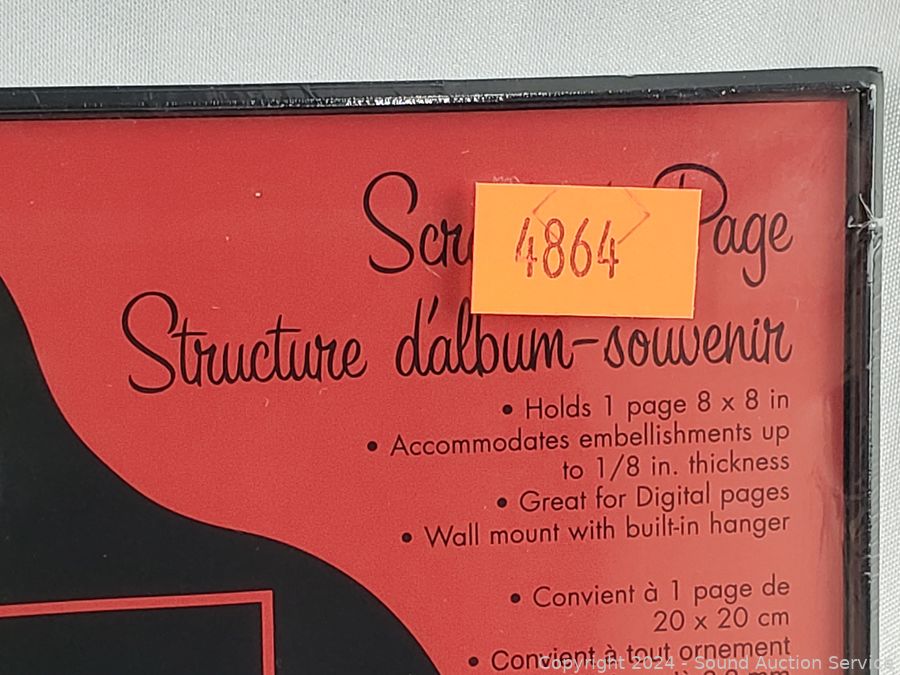 Page
4864
Structure d'album-souvenir
• Holds 1 page 8 x 8 in
• Accommodates embellishments up
to 1/8 in. thickness
• Great for Digital pages
• Wall mount with built-in hanger
• Convient à 1 page de
20 x 20 cm
• Convient à tout ornement
Copyright 2024 - Sound Auction Service